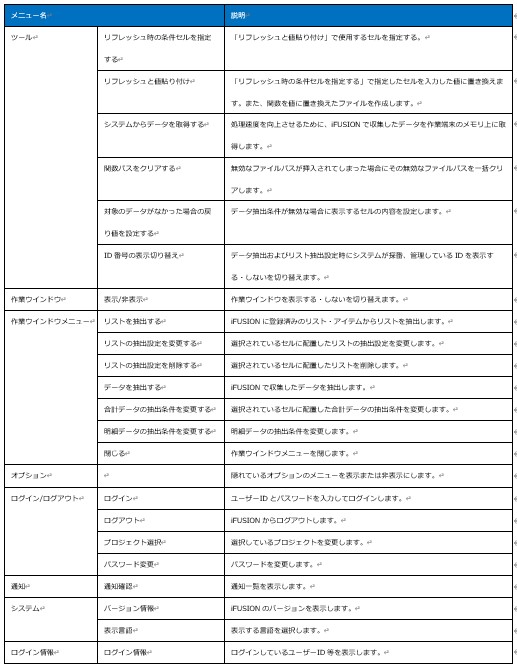 メニュー名 説明
ツール リフレッシュ時の条件セルを指定 「リフレッシュと値貼り付け」で使用するセルを指定する。
する
リフレッシュと値貼り付け 「リフレッシュ時の条件セルを指定する」で指定したセルを入力した値に置き換えま
す。また、関数を値に置き換えたファイルを作成します。
システムからデータを取得する 処理速度を向上させるために、iFUSION で収集したデータを作業端末のメモリ上に取
得します。
関数パスをクリアする 無効なファイルパスが挿入されてしまった場合にその無効なファイルパスを一括クリ
アします。
対象のデータがなかった場合の戻 データ抽出条件が無効な場合に表示するセルの内容を設定します。
り値を設定する
ID 番号の表示切り替え データ抽出およびリスト抽出設定時にシステムが採番、管理している ID を表示す
る・しないを切り替えます。
作業ウインドウ 表示/非表示 作業ウインドウを表示する・しないを切り替えます。
作業ウインドウメニュー リストを抽出する iFUSION に登録済みのリスト・アイテムからリストを抽出します。
リストの抽出設定を変更する 選択されているセルに配置したリストの抽出設定を変更します。
リストの抽出設定を削除する 選択されているセルに配置したリストを削除します。
データを抽出する iFUSION で収集したデータを抽出します。
合計データの抽出条件を変更する 選択されているセルに配置した合計データの抽出条件を変更します。
明細データの抽出条件を変更する 明細データの抽出条件を変更します。
閉じる 作業ウインドウメニューを閉じます。
オプション 隠れているオプションのメニューを表示または非表示にします。
ログイン/ログアウト ログイン ユーザーID とパスワードを入力してログインします。
ログアウト iFUSION からログアウトします。
プロジェクト選択 選択しているプロジェクトを変更します。
パスワード変更 パスワードを変更します。
通知 通知確認 通知一覧を表示します。
システム バージョン情報 iFUSION のバージョンを表示します。
表示言語 表示する言語を選択します。
ログイン情報 ログイン情報 ログインしているユーザーID 等を表示します。